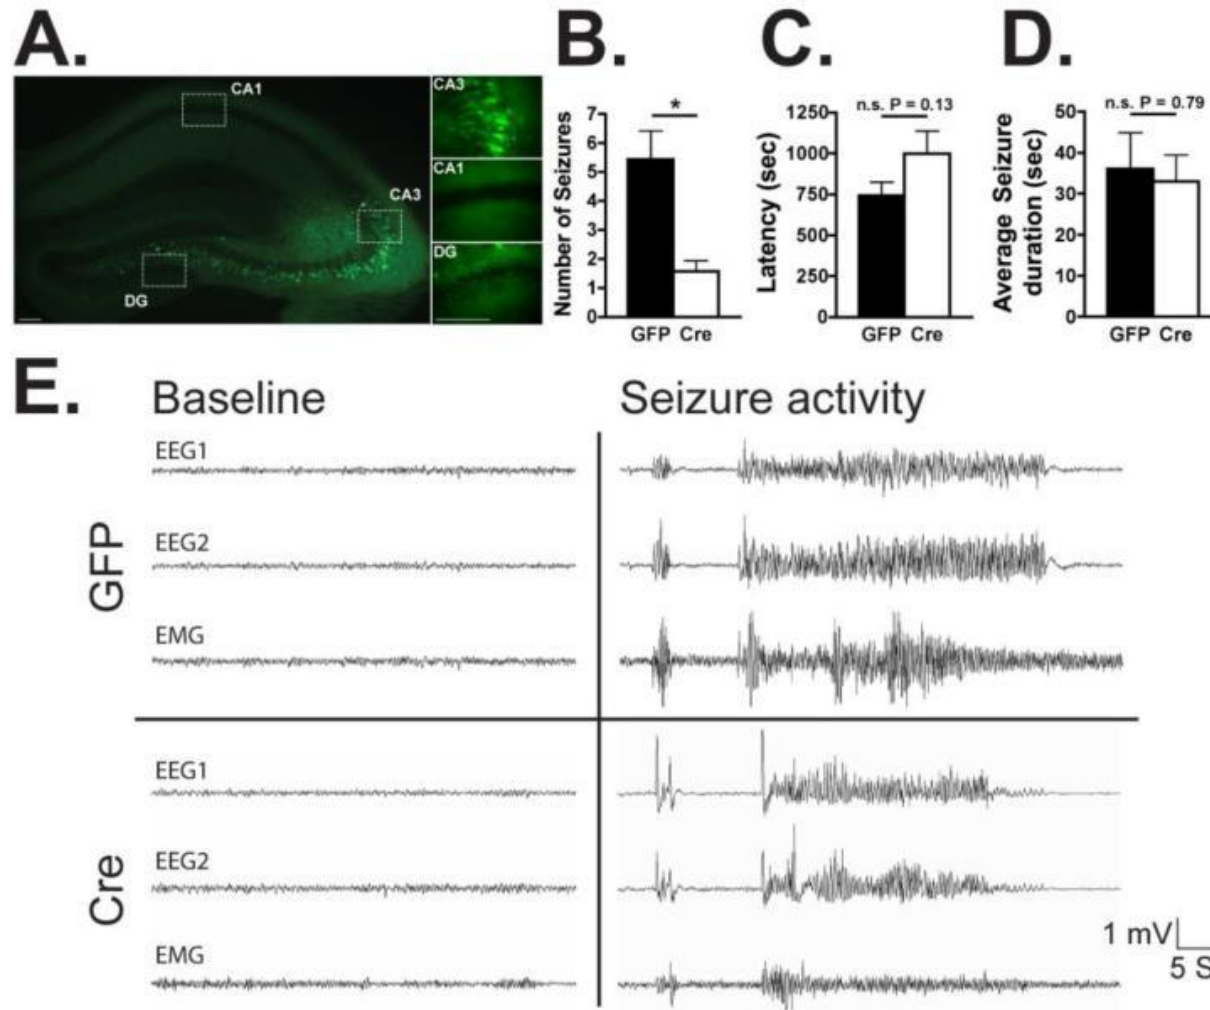 A.
CA1
CA3
DG
CA3
CA1
DG
B.
Number of Seizures
7
6
5
4
3
2
1
0
*
GFP Cre
C.
n.s. P = 0.13
Latency (sec)
1250
1000
750
500
250
0
GFP Cre
D.
n.s. P = 0.79
Average Seizure
duration (sec)
50
40
30
20
10
0
GFP Cre
E.
Baseline
Seizure activity
GFP
EEG1
EEG2
EMG
Cre
EEG1
EEG2
EMG
1 mV
5 S